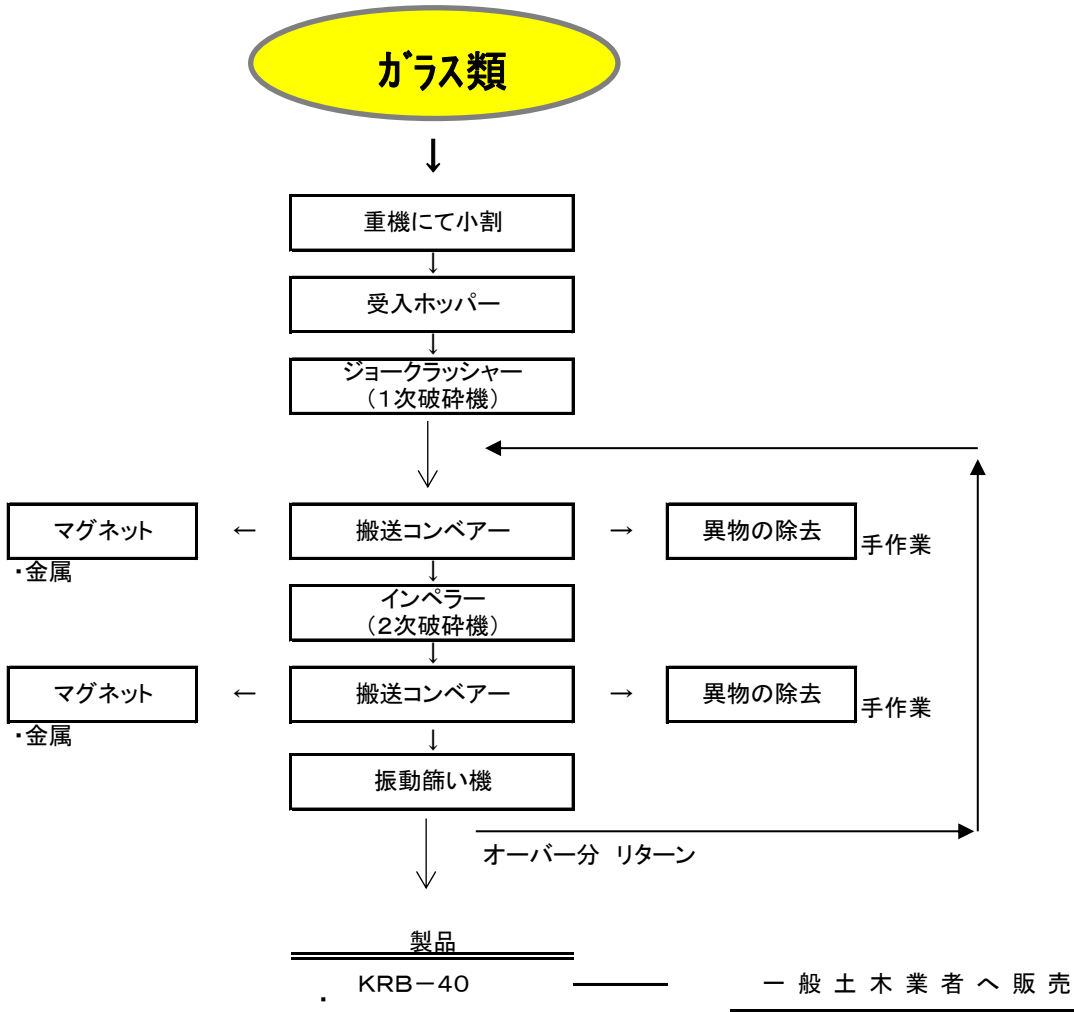 ｶﾞﾗｽ類
↓
重機にて小割
↓
受入ホッパー
↓
ジョークラッシャー
（１次破砕機）
マグネット ← 搬送コンベアー → 異物の除去 手作業
・金属
↓
インペラー
（２次破砕機）
↓
マグネット ← 搬送コンベアー → 異物の除去 手作業
・金属
↓
振動篩い機
オーバー分 リターン
製品
・ ＫＲＢ－４０ 一般土木業者へ販売